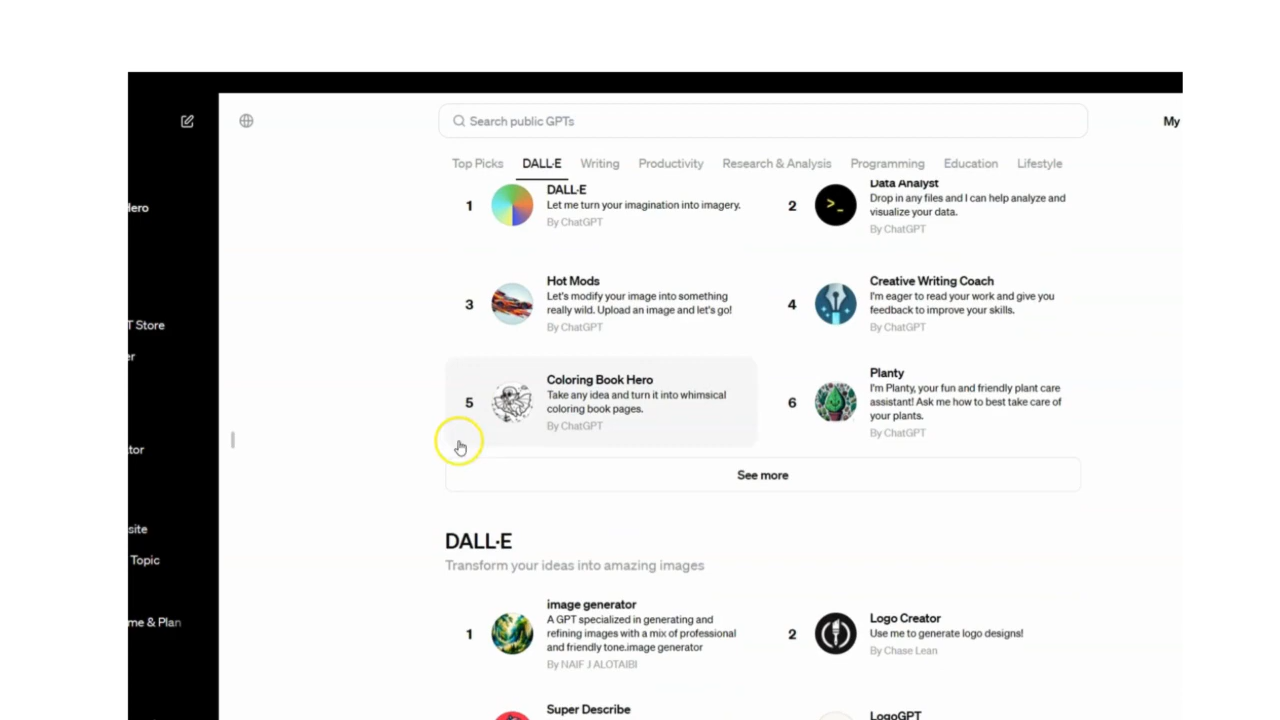 Search public GPTs
My
Top Picks
DALL·E
Writing
Productivity
Research & Analysis
Programming
Education
Lifestyle
lero
T Store
er
tor
site
Topic
me & Plan
1
DALL·E
Let me turn your imagination into imagery.
By ChatGPT
2
Data Analyst
Drop in any files and I can help analyze and
visualize your data.
By ChatGPT
3
Hot Mods
Let's modify your image into something
really wild. Upload an image and let's go!
By ChatGPT
4
Creative Writing Coach
I'm eager to read your work and give you
feedback to improve your skills.
By ChatGPT
5
Coloring Book Hero
Take any idea and turn it into whimsical
coloring book pages.
By ChatGPT
6
Planty
I'm Planty, your fun and friendly plant care
assistant! Ask me how to best take care of
your plants.
By ChatGPT
See more
DALL·E
Transform your ideas into amazing images
1
image generator
A GPT specialized in generating and
refining images with a mix of professional
and friendly tone.image generator
By NAIF J ALOTAIBI
2
Logo Creator
Use me to generate logo designs!
By Chase Lean
Super Describe
LogoGPT